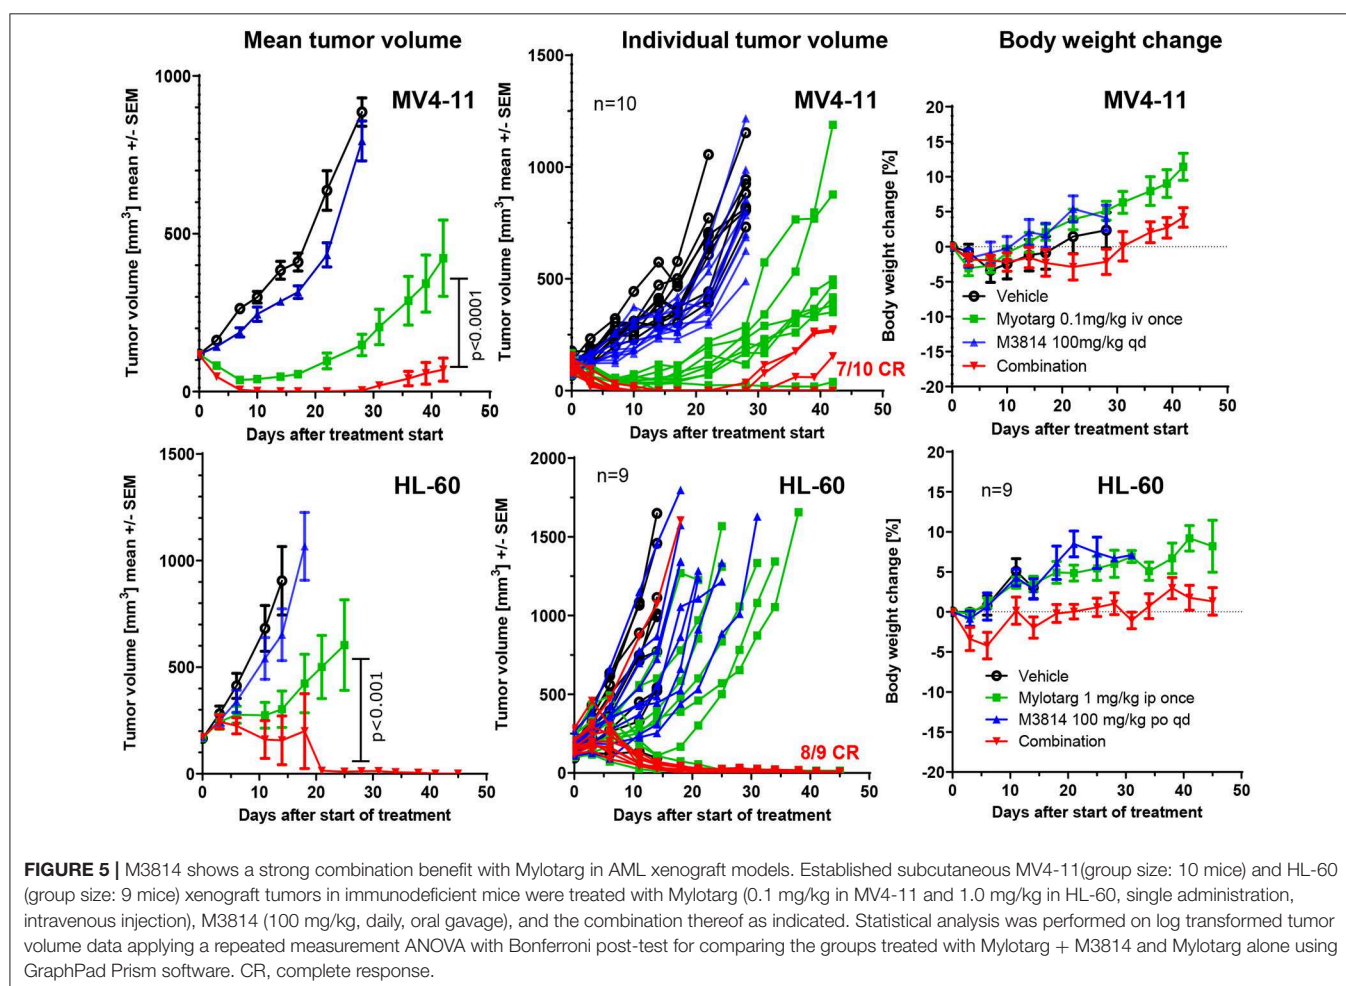 Mean tumor volume
Individual tumor volume
Body weight change
Tumor volume [mm3] mean +/- SEM
1000
500
0
MV4-11
p<0.0001
0 10 20 30 40 50
Days after treatment start
Tumor volume [mm3] mean +/- SEM
1500
1000
500
0
n=10
MV4-11
7/10 CR
0 10 20 30 40 50
Days after treatment start
Body weight change [%]
20
15
10
5
0
-5
-10
-15
-20
MV4-11
Vehicle
Myotarg 0.1mg/kg iv once
M3814 100mg/kg qd
Combination
0 10 20 30 40 50
Days after treatment start
Tumor volume [mm3] mean +/- SEM
1500
1000
500
0
HL-60
p<0.001
0 10 20 30 40 50
Days after start of treatment
Tumor volume [mm3] +/- SEM
2000
1500
1000
500
0
n=9
HL-60
8/9 CR
0 10 20 30 40 50
Days after start of treatment
Body weight change [%]
20
15
10
5
0
-5
-10
-15
-20
n=9
HL-60
Vehicle
Mylotarg 1 mg/kg ip once
M3814 100 mg/kg po qd
Combination
0 10 20 30 40 50
Days after start of treatment
FIGURE 5 | M3814 shows a strong combination benefit with Mylotarg in AML xenograft models. Established subcutaneous MV4-11(group size: 10 mice) and HL-60
(group size: 9 mice) xenograft tumors in immunodeficient mice were treated with Mylotarg (0.1 mg/kg in MV4-11 and 1.0 mg/kg in HL-60, single administration,
intravenous injection), M3814 (100 mg/kg, daily, oral gavage), and the combination thereof as indicated. Statistical analysis was performed on log transformed tumor
volume data applying a repeated measurement ANOVA with Bonferroni post-test for comparing the groups treated with Mylotarg + M3814 and Mylotarg alone using
GraphPad Prism software. CR, complete response.